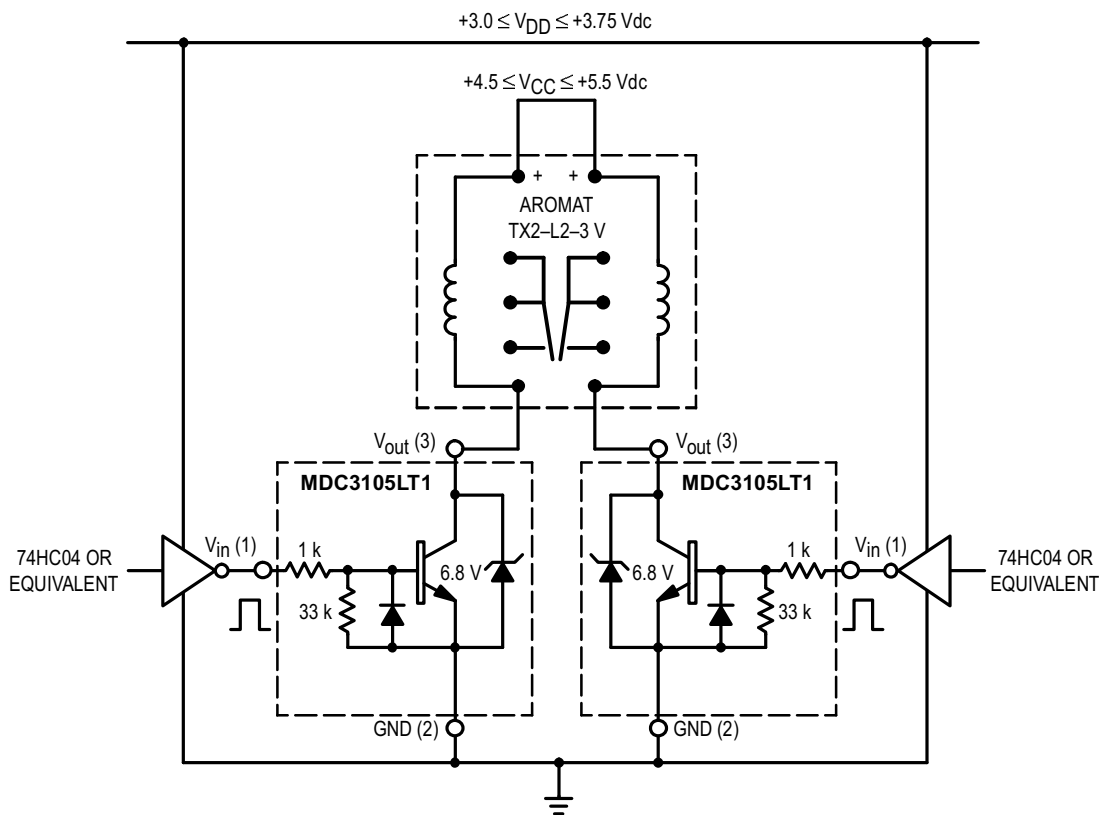 +3.0 ≤ VDD ≤ +3.75 Vdc
+4.5 ≤ VCC ≤ +5.5 Vdc
+ +
AROMAT
TX2–L2–3 V
Vout (3)
Vout (3)
MDC3105LT1
MDC3105LT1
74HC04 OR
EQUIVALENT
Vin (1)
1 k
6.8 V
33 k
6.8 V
1 k
Vin (1)
33 k
74HC04 OR
EQUIVALENT
GND (2)
GND (2)